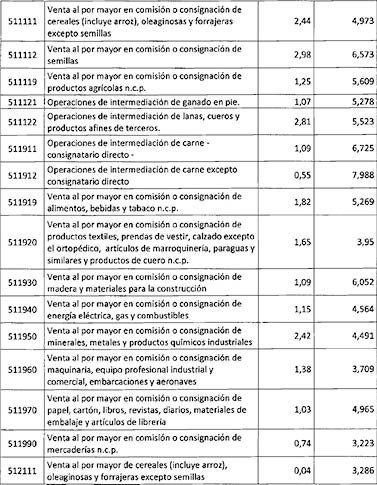 511111 Venta al por mayor en comisión o consignación de
cereales (incluye arroz), oleaginosas y forrajeras
excepto semillas 2,44 4,973
511112 Venta al por mayor en comisión o consignación de
semillas 2,98 6,573
511119 Venta al por mayor en comisión o consignación de
productos agrícolas n.c.p. 1,25 5,609
511121 Operaciones de intermediación de ganado en pie. 1,07 5,278
511122 Operaciones de intermediación de lanas, cueros y
productos afines de terceros. 2,81 5,523
511911 Operaciones de intermediación de carne -
consignatario directo - 1,09 6,725
511912 Operaciones de intermediación de carne excepto
consignatario directo 0,55 7,988
511919 Venta al por mayor en comisión o consignación de
alimentos, bebidas y tabaco n.c.p. 1,82 5,269
511920 Venta al por mayor en comisión o consignación de
productos textiles, prendas de vestir, calzado excepto
el ortopédico, artículos de marroquinería, paraguas y
similares y productos de cuero n.c.p. 1,65 3,95
511930 Venta al por mayor en comisión o consignación de
madera y materiales para la construcción 1,09 6,052
511940 Venta al por mayor en comisión o consignación de
energía eléctrica, gas y combustibles 1,15 4,564
511950 Venta al por mayor en comisión o consignación de
minerales, metales y productos químicos industriales 2,42 4,491
511960 Venta al por mayor en comisión o consignación de
maquinaria, equipo profesional industrial y
comercial, embarcaciones y aeronaves 1,38 3,709
511970 Venta al por mayor en comisión o consignación de
papel, cartón, libros, revistas, diarios, materiales de
embalaje y artículos de librería 1,03 4,965
511990 Venta al por mayor en comisión o consignación de
mercaderías n.c.p. 0,74 3,223
512111 Venta al por mayor de cereales (incluye arroz),
oleaginosas y forrajeras excepto semillas 0,04 3,286